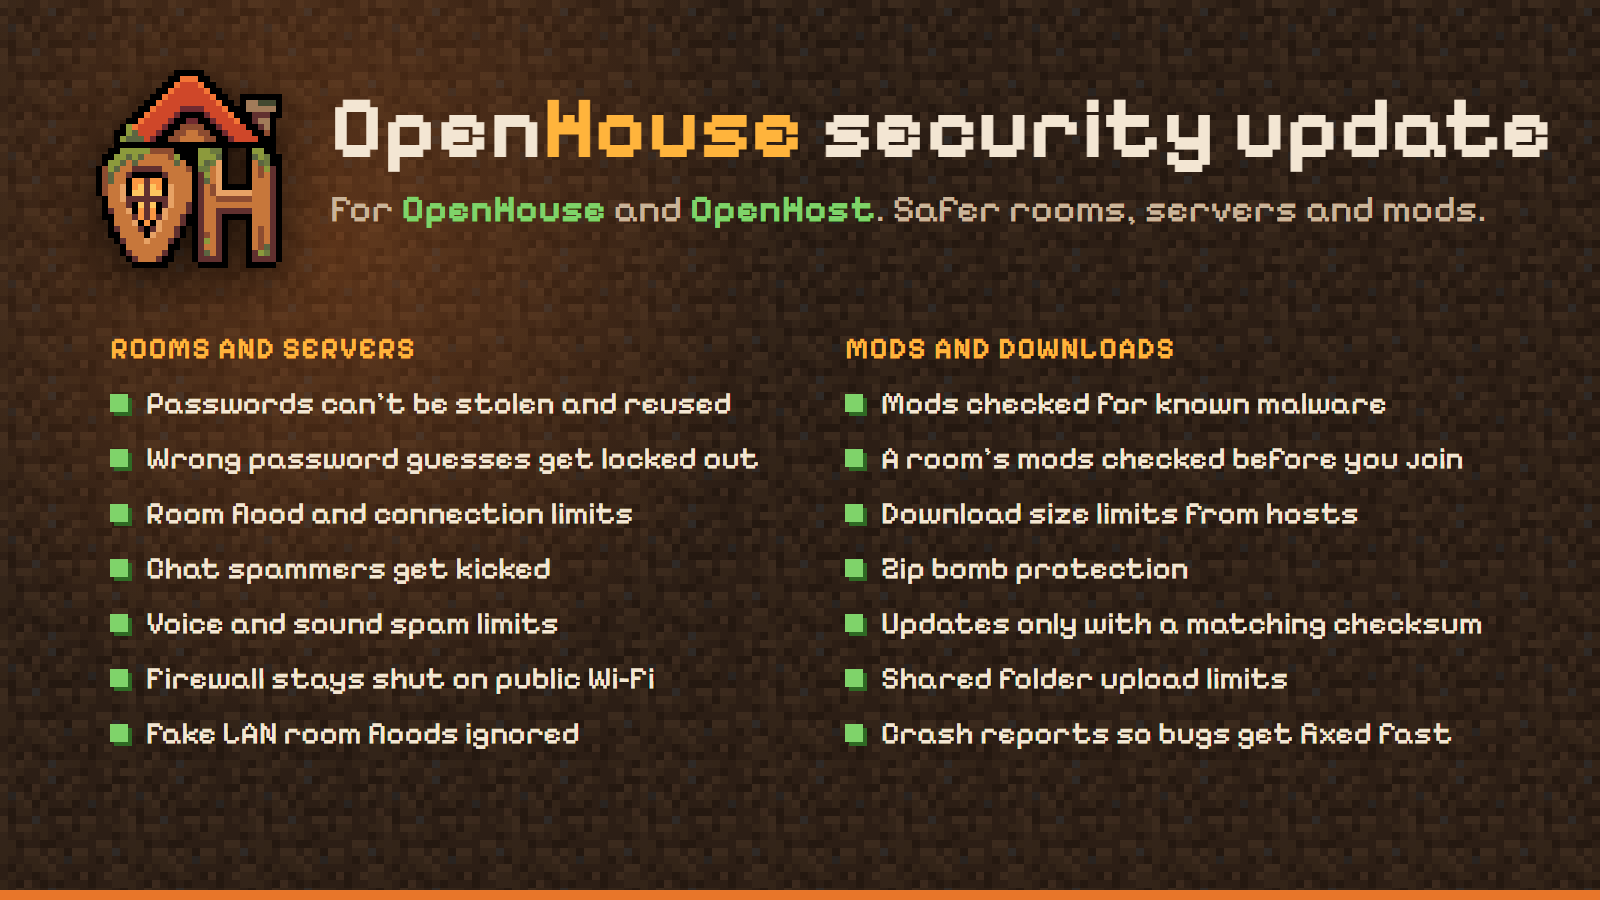 OpenHouse security update
For OpenHouse and OpenHost. Safer rooms, servers and mods.
ROOMS AND SERVERS
Passwords can't be stolen and reused
Wrong password guesses get locked out
Room flood and connection limits
Chat spammers get kicked
Voice and sound spam limits
Firewall stays shut on public Wi-Fi
Fake LAN room floods ignored
MODS AND DOWNLOADS
Mods checked for known malware
A room's mods checked before you join
Download size limits from hosts
Zip bomb protection
Updates only with a matching checksum
Shared folder upload limits
Crash reports so bugs get fixed fast